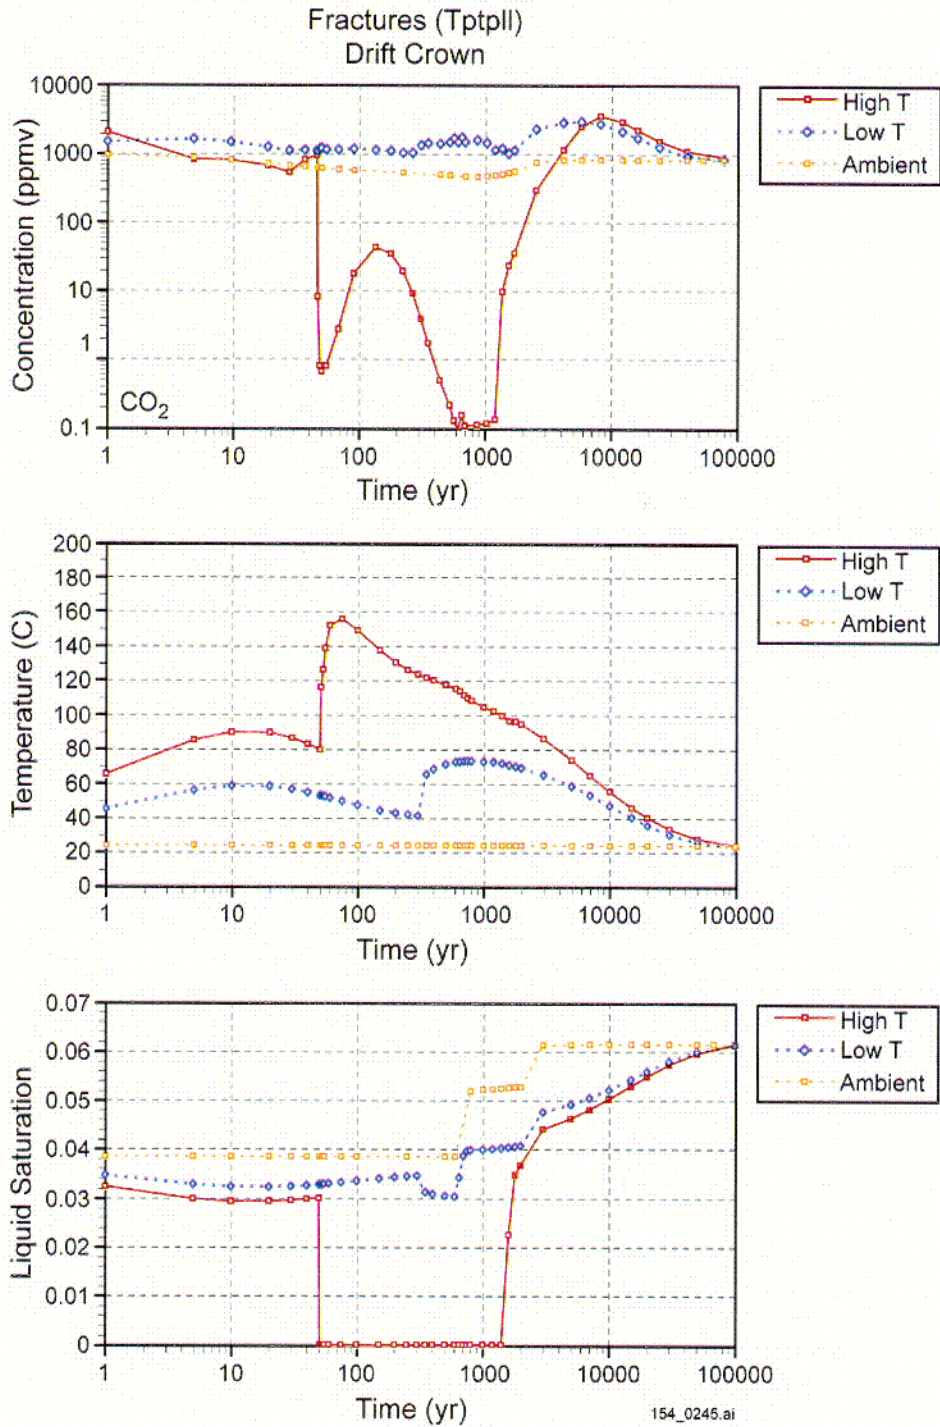 Fractures (Tptpll)
Drift Crown
10000
1000
100
10
1
0.1
Concentration (ppmv)
CO2
1 10 100 1000 10000 100000
Time (yr)
High T
Low T
Ambient
200
180
160
140
120
100
80
60
40
20
0
Temperature (C)
1 10 100 1000 10000 100000
Time (yr)
High T
Low T
Ambient
0.07
0.06
0.05
0.04
0.03
0.02
0.01
0
Liquid Saturation
1 10 100 1000 10000 100000
Time (yr)
High T
Low T
Ambient
154_0245.ai